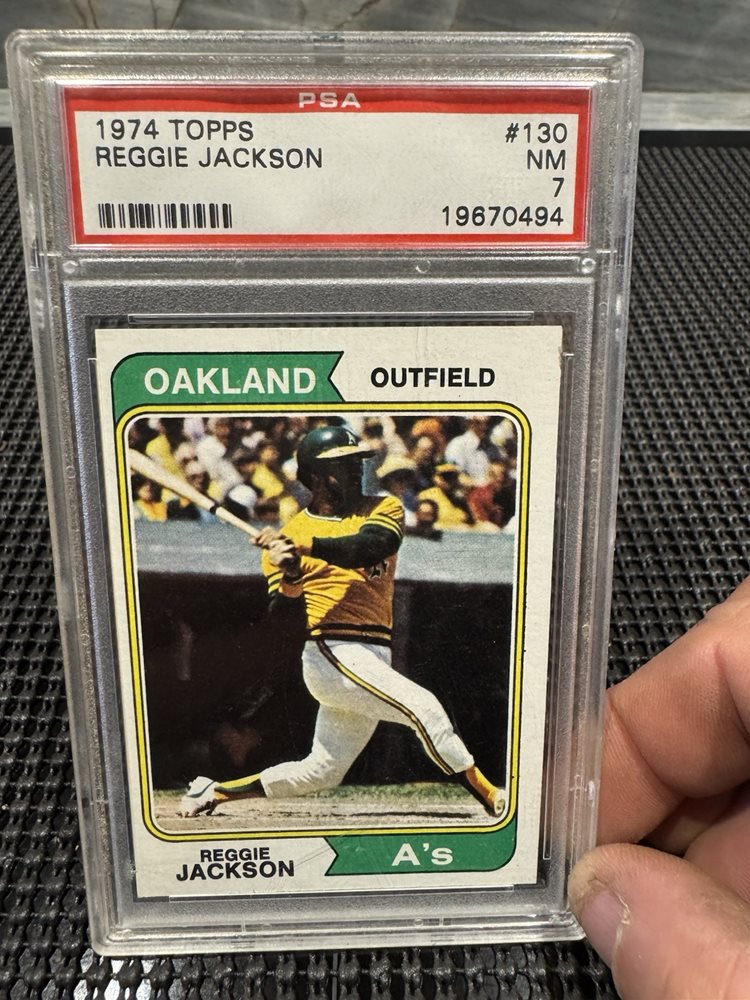 PSA
1974 TOPPS #130
REGGIE JACKSON NM
7
19670494
OAKLAND OUTFIELD
A
REGGIE
JACKSON
A's